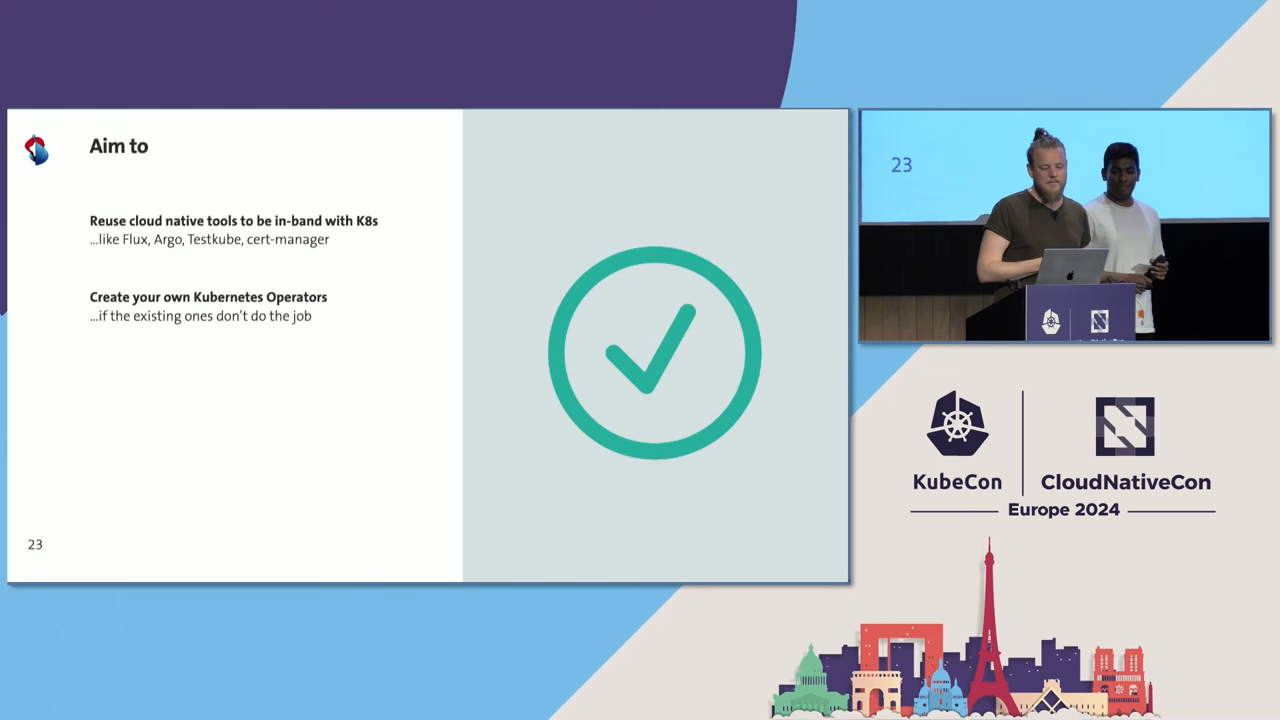 Aim to
Reuse cloud native tools to be in-band with K8s
...like Flux, Argo, Testkube, cert-manager
Create your own Kubernetes Operators
...if the existing ones don't do the job
23
23
KubeCon
CloudNativeCon
Europe 2024